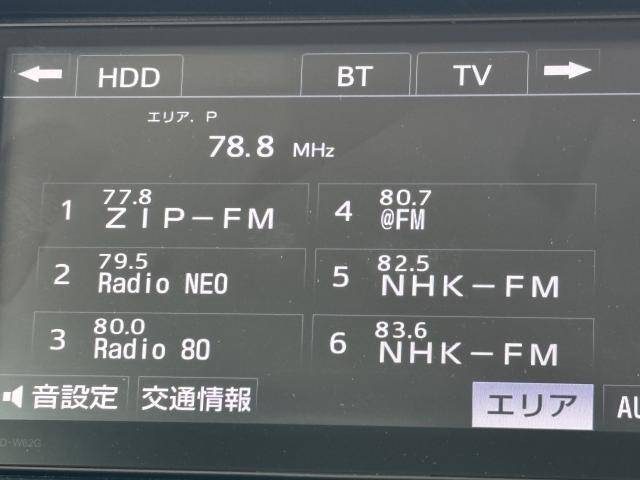 HDD BT TV
エリア. P
78.8 MHz
1 77.8 ZIP-FM
4 80.7 @FM
2 79.5 Radio NEO
5 82.5 NHK-FM
3 80.0 Radio 80
6 83.6 NHK-FM
音設定 交通情報 エリア AU
D-W62G